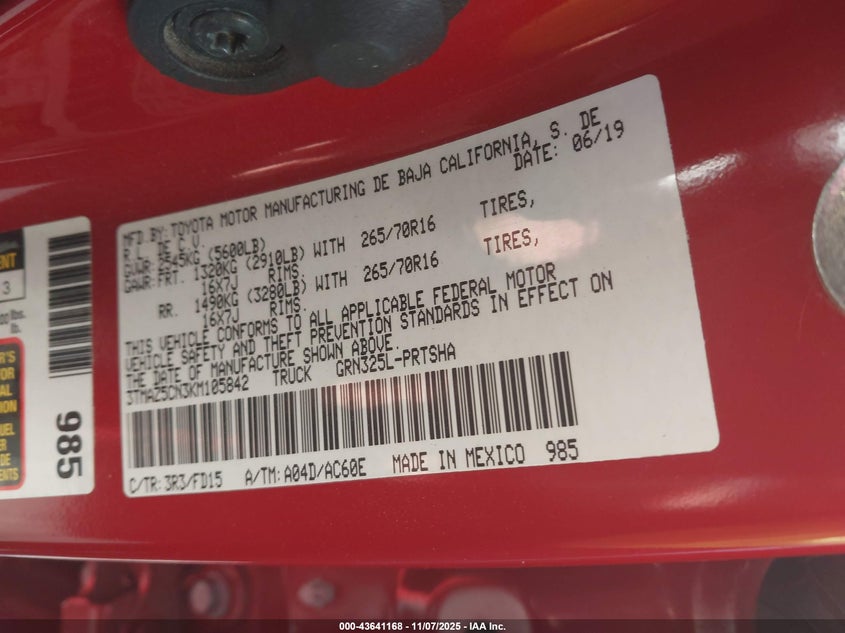 MFD.BY:TOYOTA MOTOR MANUFACTURING DE BAJA CALIFORNIA, S. DE
R.L. DE C.V.
DATE: 06/19
GVWR:2545KG (5600LB)
GAWR:FRT. 1320KG (2910LB) WITH 265/70R16 TIRES,
16X7J RIMS.
RR. 1490KG (3280LB) WITH 265/70R16 TIRES,
16X7J RIMS.
THIS VEHICLE CONFORMS TO ALL APPLICABLE FEDERAL MOTOR
VEHICLE SAFETY AND THEFT PREVENTION STANDARDS IN EFFECT ON
THE DATE OF MANUFACTURE SHOWN ABOVE.
3TMAZ5CN3KM105842 TRUCK GRN325L-PRTSHA
C/TR:3R3/FD15 A/TM:A04D/AC60E MADE IN MEXICO 985
3
lbs.
lb.
985
000-43641168 - 11/07/2025 - IAA Inc.